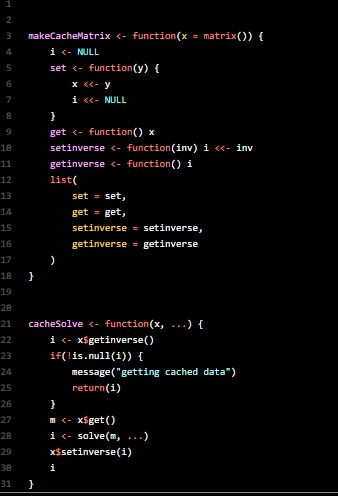 1
2
3 makeCacheMatrix <- function(x = matrix()) {
4     i <- NULL
5     set <- function(y) {
6         x <<- y
7         i <<- NULL
8     }
9     get <- function() x
10     setinverse <- function(inv) i <<- inv
11     getinverse <- function() i
12     list(
13         set = set,
14         get = get,
15         setinverse = setinverse,
16         getinverse = getinverse
17     )
18 }
19
20
21 cacheSolve <- function(x, ...) {
22     i <- x$getinverse()
23     if(!is.null(i)) {
24         message("getting cached data")
25         return(i)
26     }
27     m <- x$get()
28     i <- solve(m, ...)
29     x$setinverse(i)
30     i
31 }